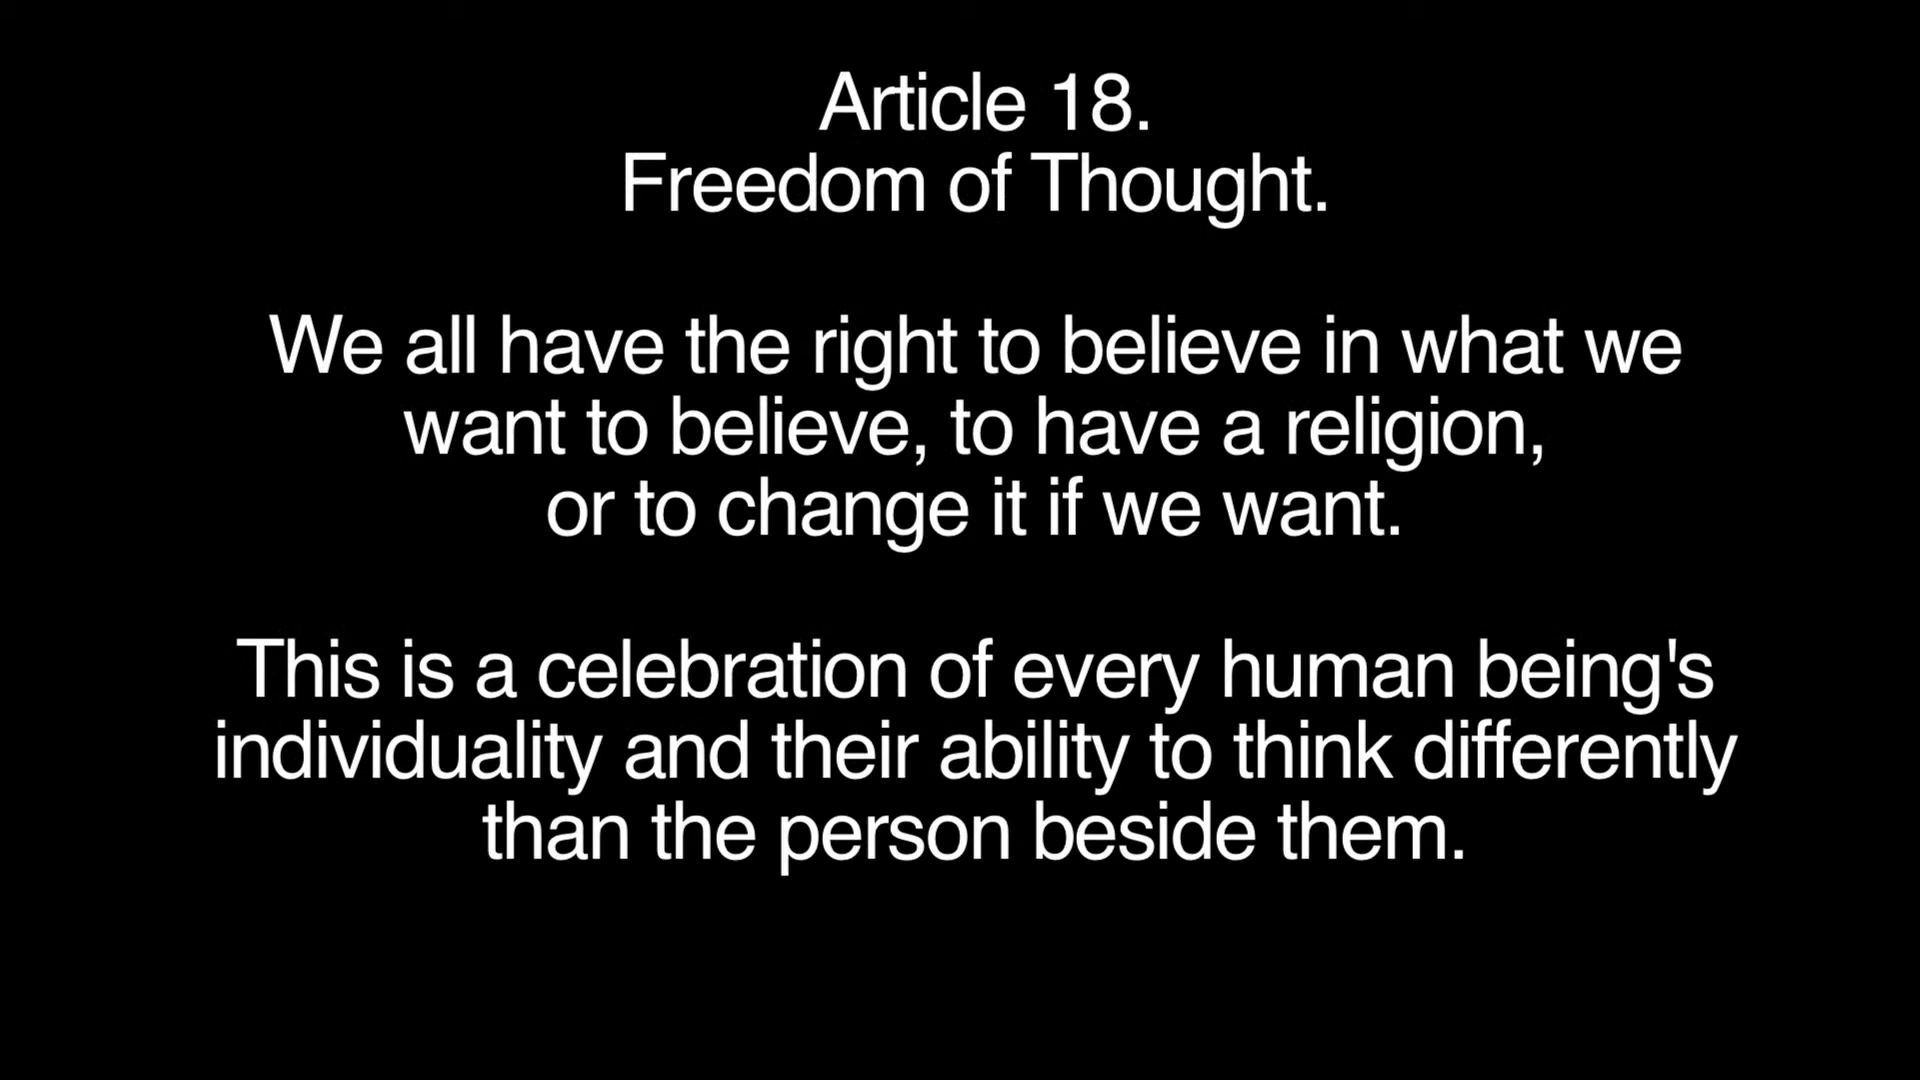 Article 18.
Freedom of Thought.
We all have the right to believe in what we
want to believe, to have a religion,
or to change it if we want.
This is a celebration of every human being's
individuality and their ability to think differently
than the person beside them.